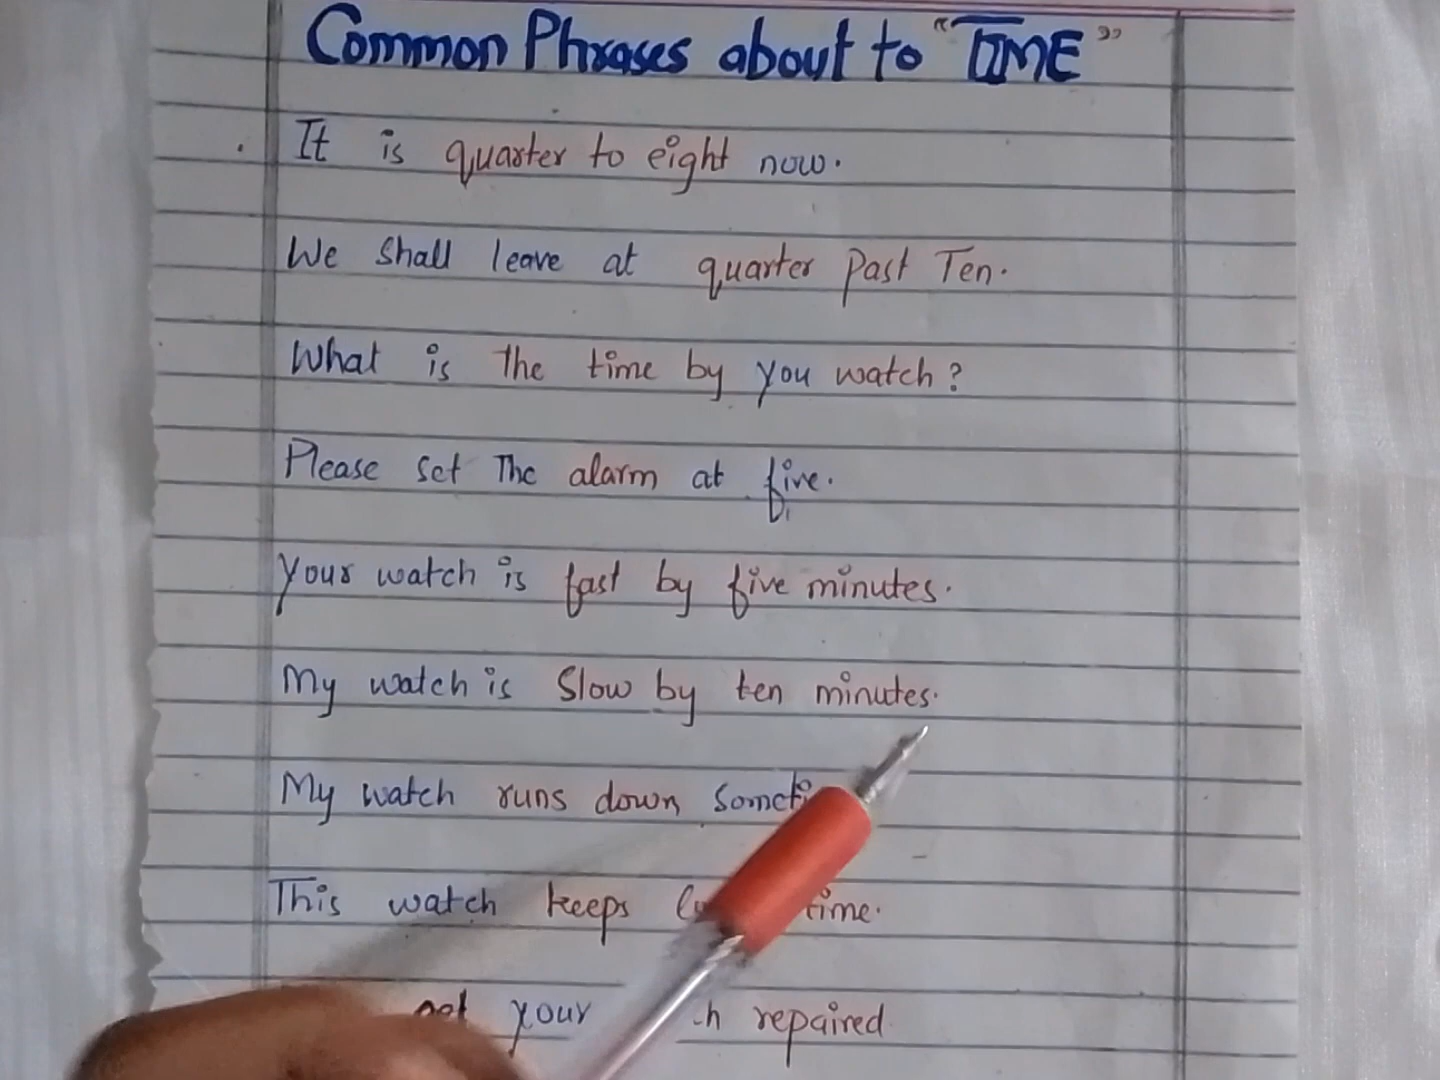 Common Phrases about to "TIME"
It is quarter to eight now.
We shall leave at quarter past Ten.
What is the time by you watch?
Please set The alarm at five.
Your watch is fast by five minutes.
My watch is Slow by ten minutes.
My watch runs down
This watch keeps time.
get your repaired